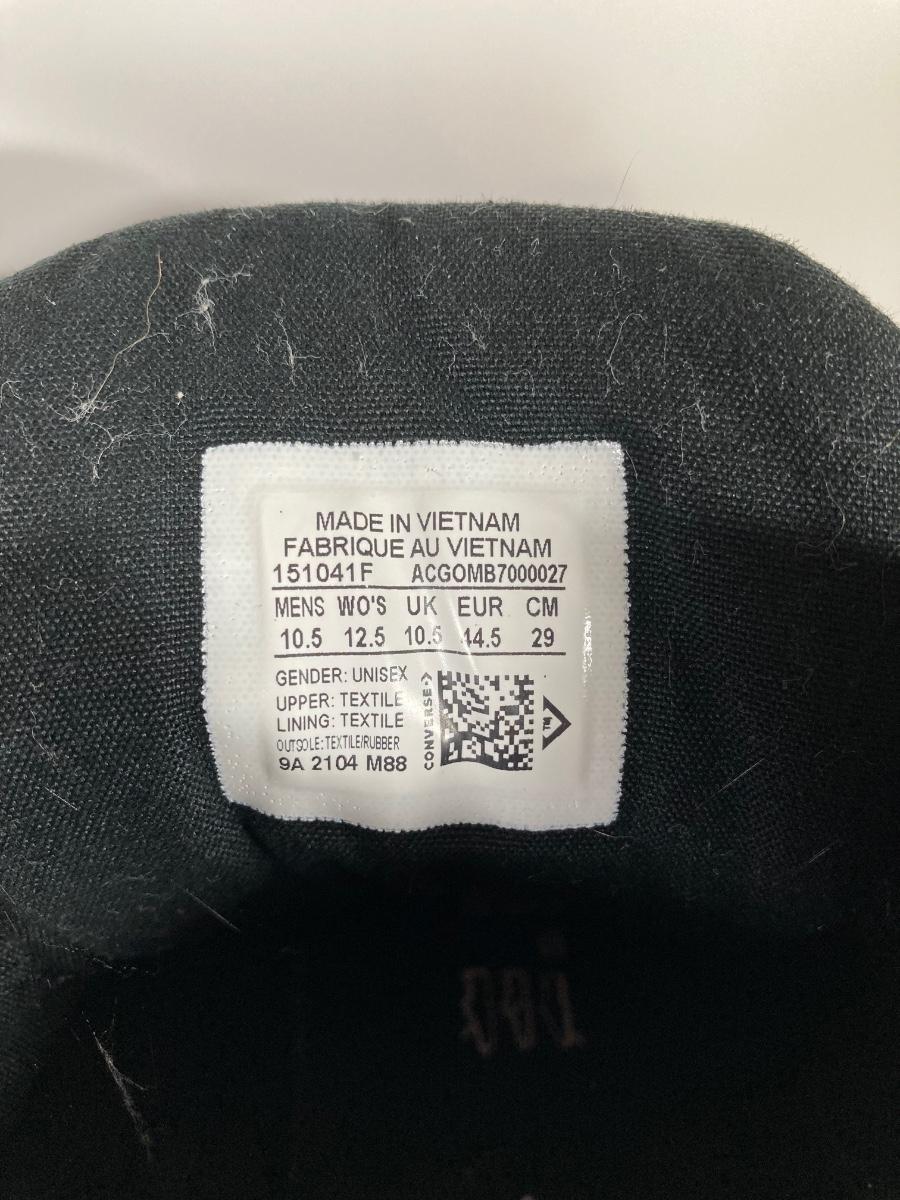 MADE IN VIETNAM
FABRIQUE AU VIETNAM
151041F ACGOMB7000027
MENS WO'S UK EUR CM
10.5 12.5 10.5 44.5 29
GENDER: UNISEX
UPPER: TEXTILE
LINING: TEXTILE
OUTSOLE: TEXTILE/RUBBER
9A 2104 M88
CONVERSE